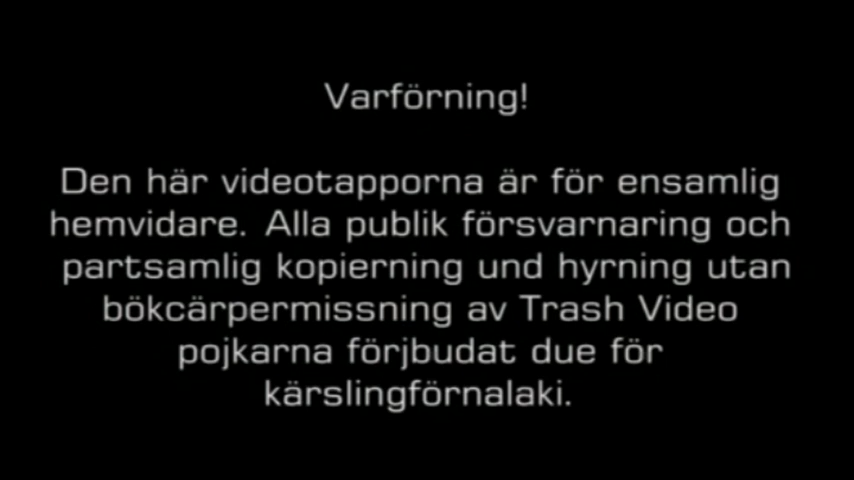 Varförning!
Den här videotapporna är för ensamlig
hemvidare. Alla publik försvarnaring och
partsamlig kopierning und hyrning utan
bökcärpermissning av Trash Video
pojkarna förjbudat due för
kärslingförnalaki.